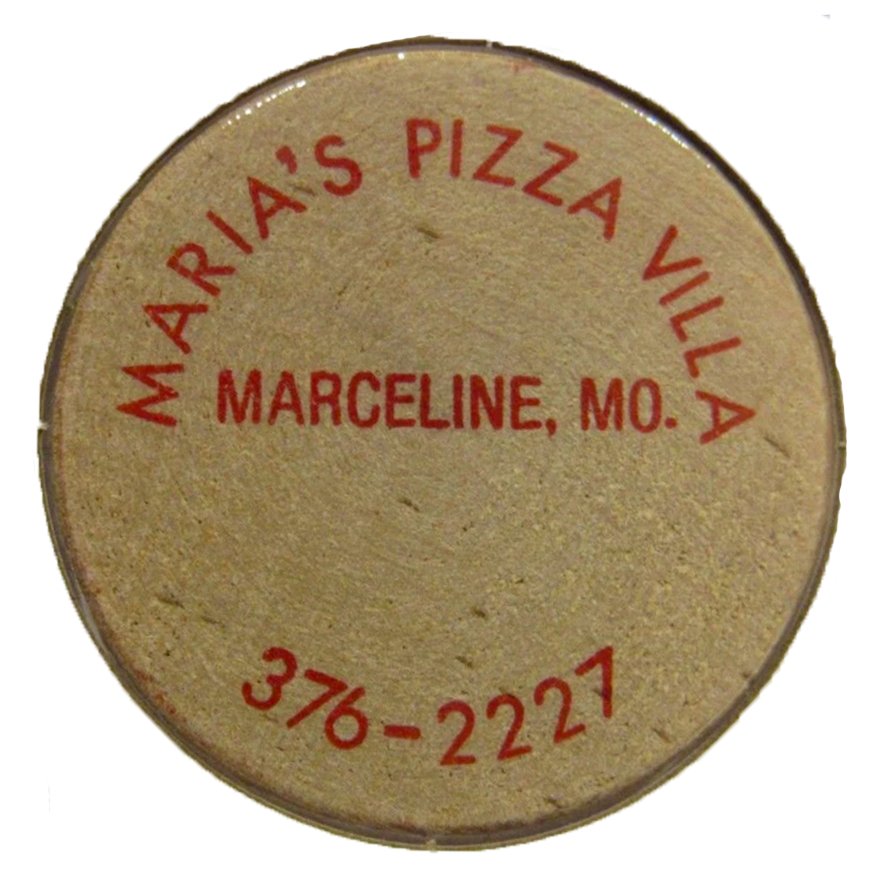 MARIA'S PIZZA VILLA
MARCELINE, MO.
376-2227